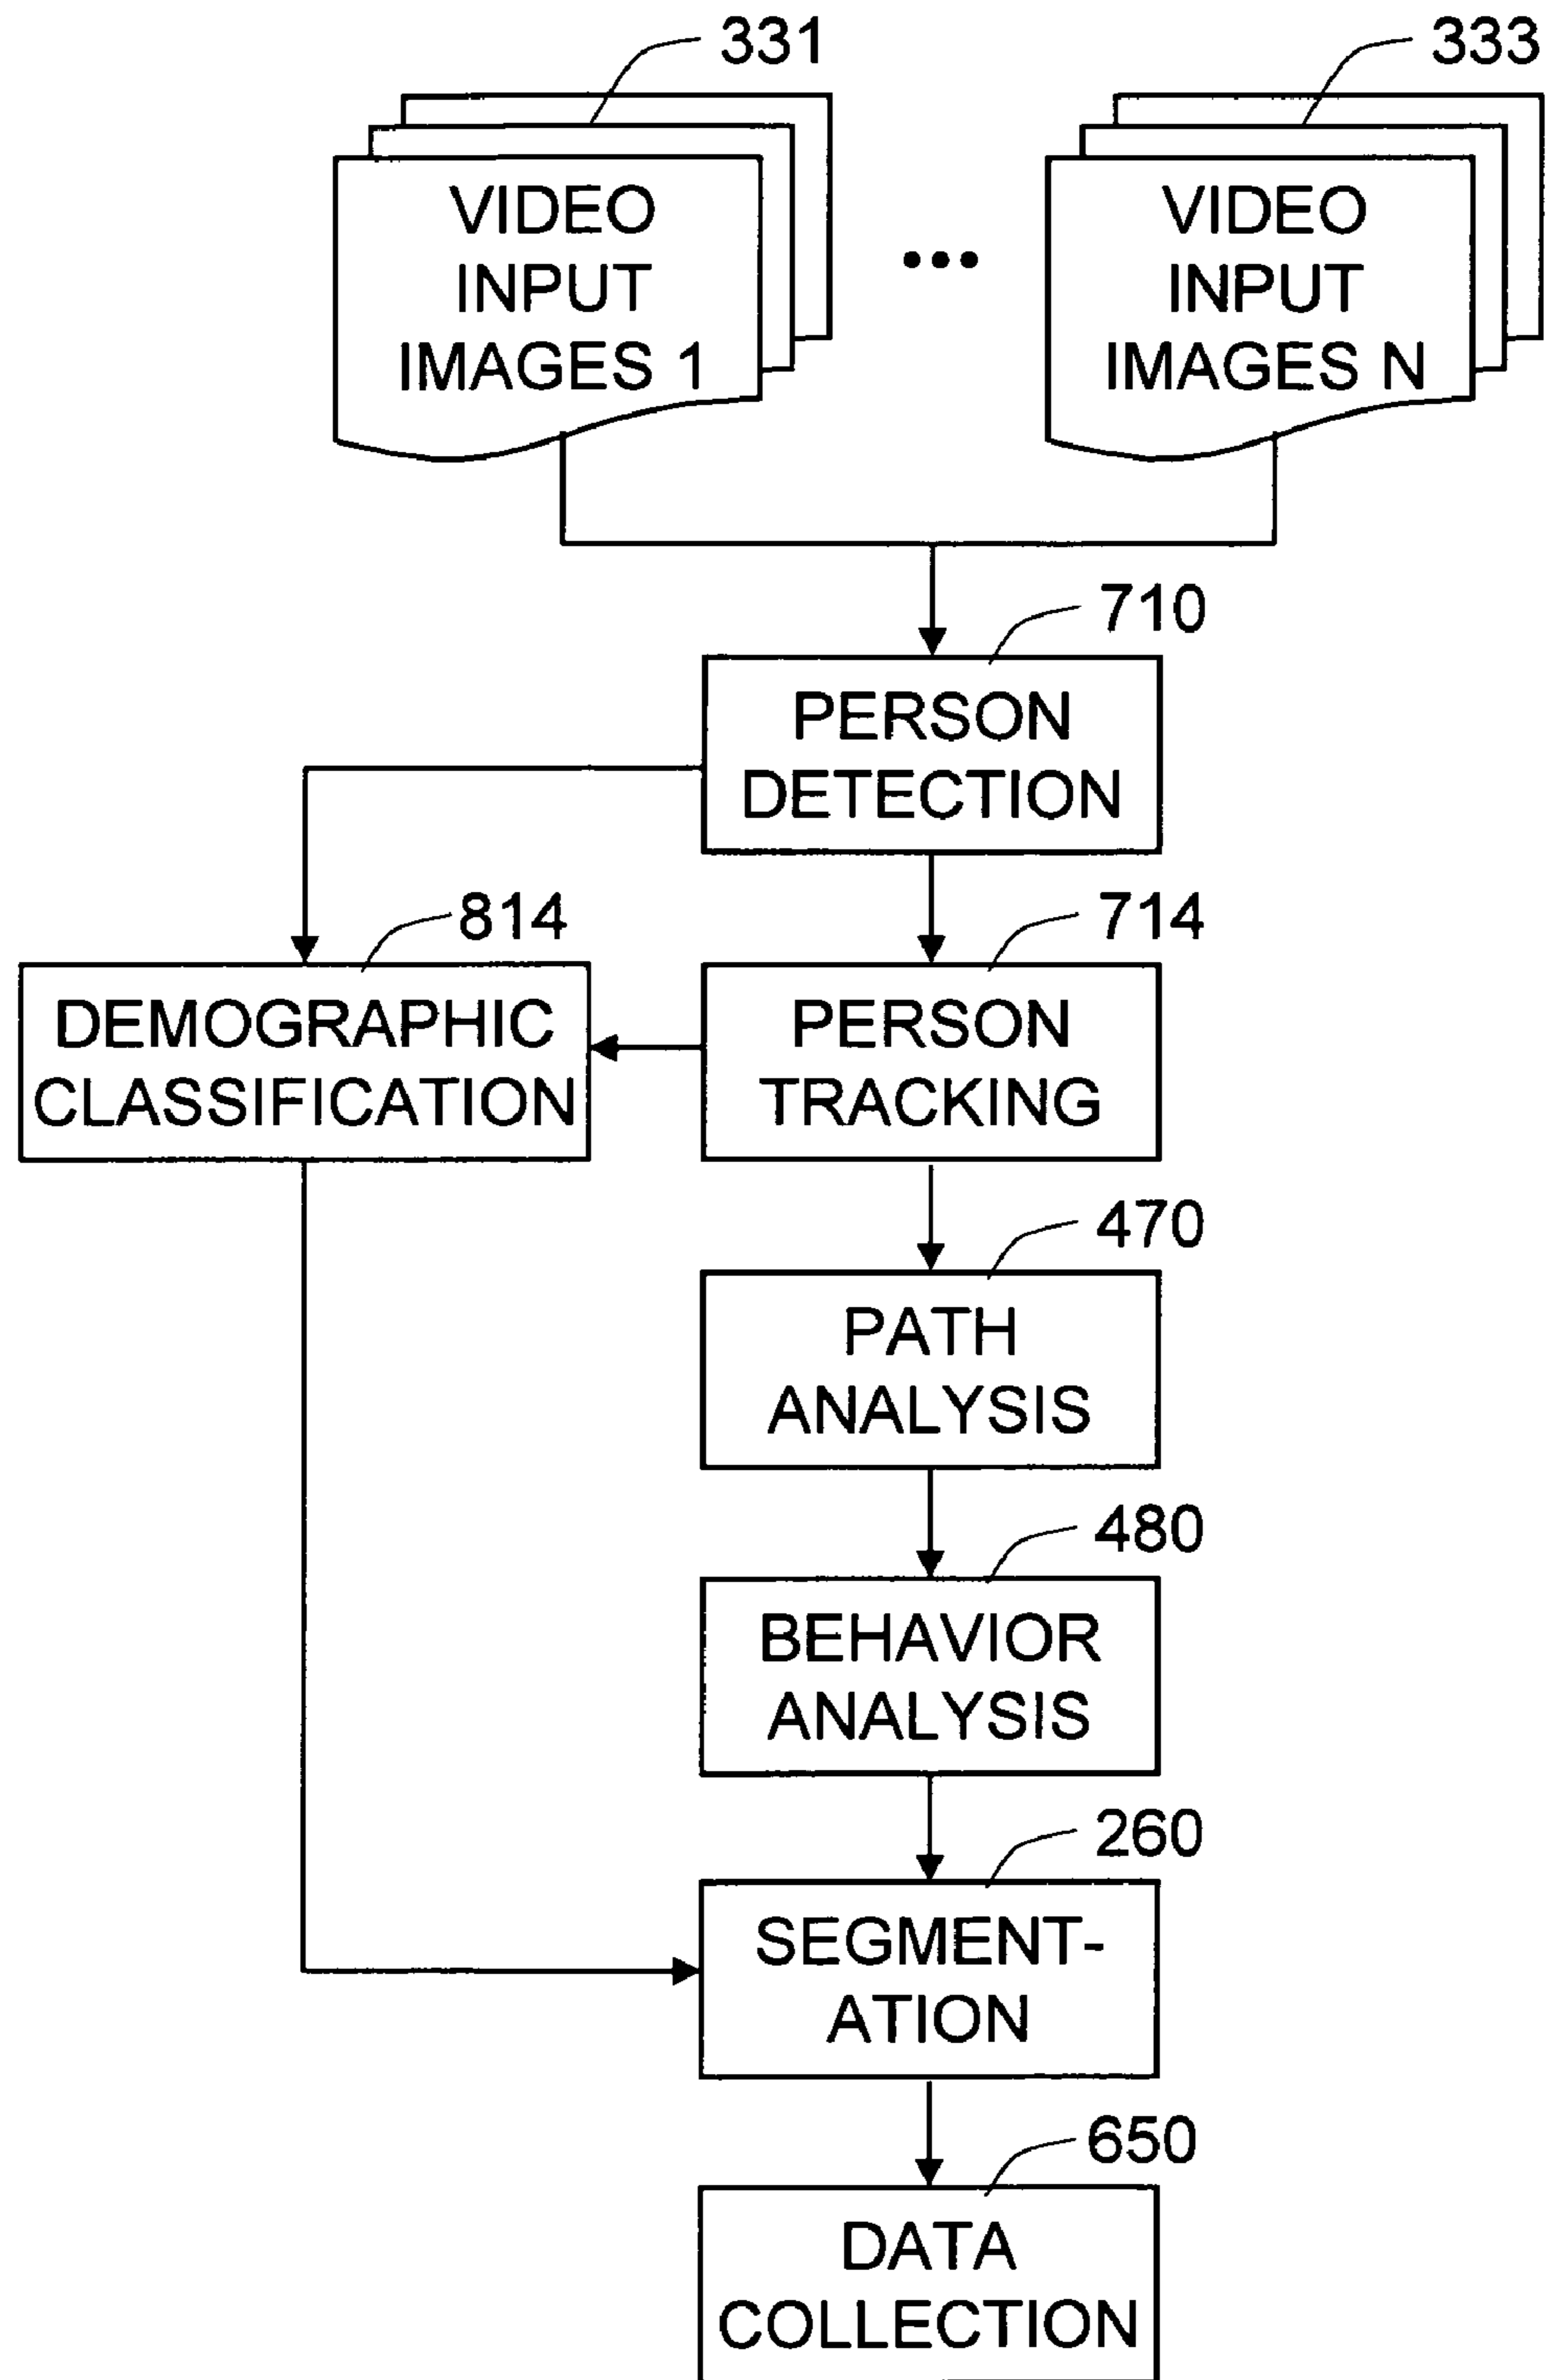 331
333
VIDEO
INPUT
IMAGES 1
•••
VIDEO
INPUT
IMAGES N
710
PERSON
DETECTION
814
DEMOGRAPHIC
CLASSIFICATION
714
PERSON
TRACKING
470
PATH
ANALYSIS
480
BEHAVIOR
ANALYSIS
260
SEGMENT-
ATION
650
DATA
COLLECTION